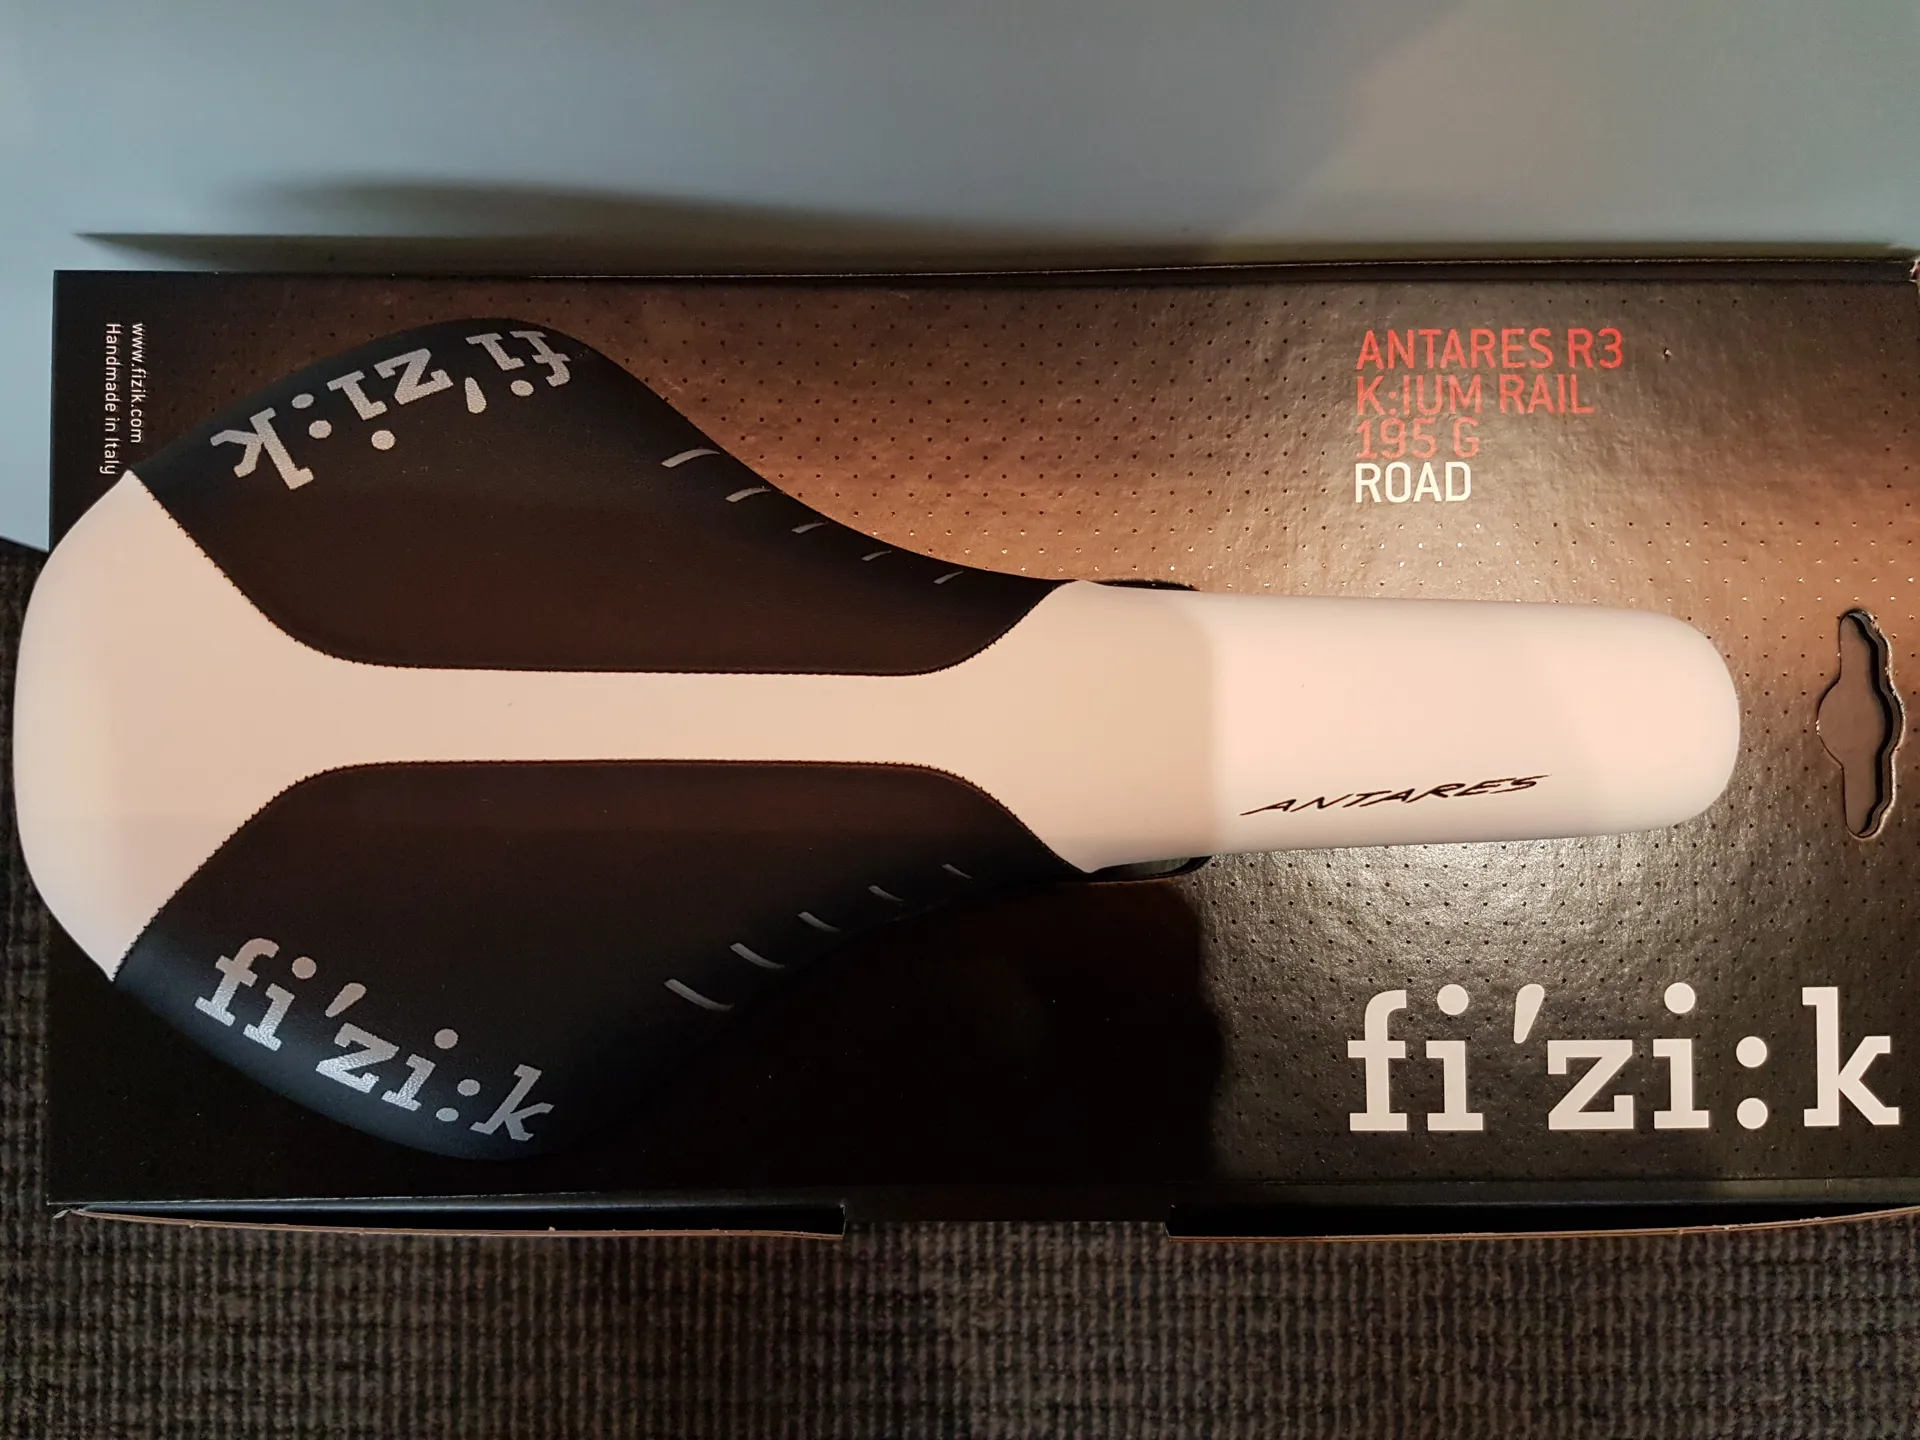 www.fizik.com
Handmade in Italy
fi'zi:k
ANTARES R3
K:IUM RAIL
195 G
ROAD
ANTARES
fi'zi:k
fi'zi:k